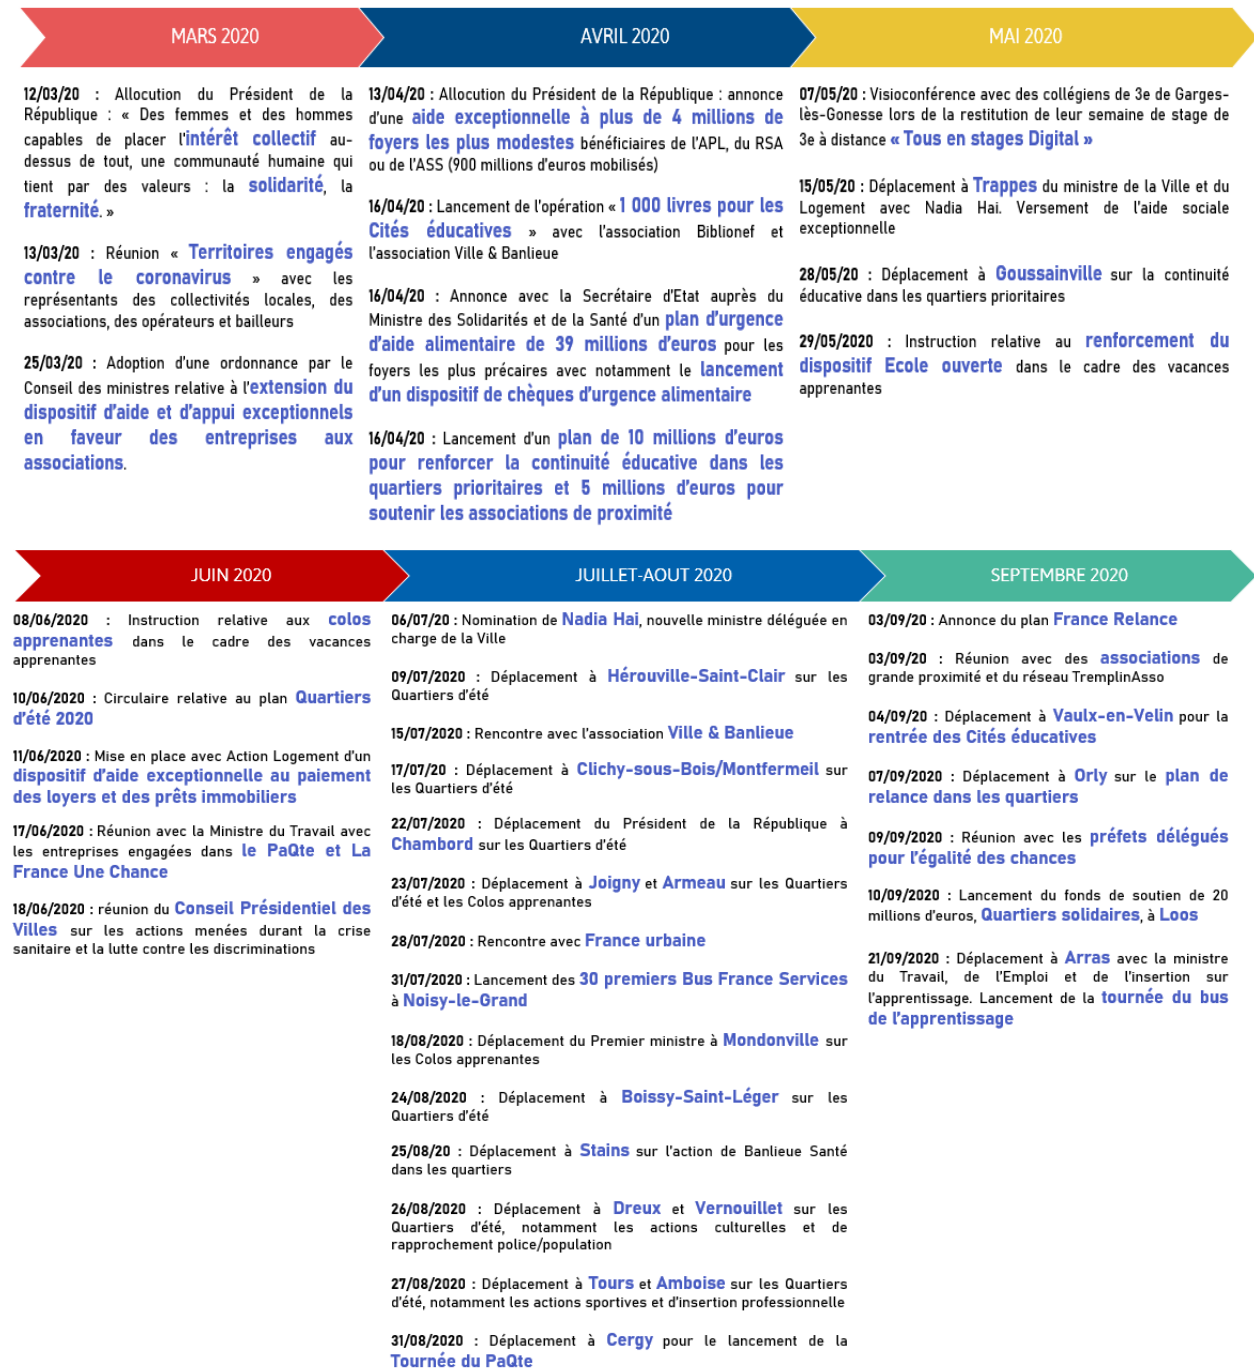 MARS 2020
12/03/20 : Allocution du Président de la
République : « Des femmes et des hommes
capables de placer l'intérêt collectif au-
dessus de tout, une communauté humaine qui
tient par des valeurs : la solidarité, la
fraternité. »
13/03/20 : Réunion « Territoires engagés
contre le coronavirus » avec les
représentants des collectivités locales, des
associations, des opérateurs et bailleurs
25/03/20 : Adoption d'une ordonnance par le
Conseil des ministres relative à l'extension du
dispositif d'aide et d'appui exceptionnels
en faveur des entreprises aux
associations.
AVRIL 2020
13/04/20 : Allocution du Président de la République : annonce
d'une aide exceptionnelle à plus de 4 millions de
foyers les plus modestes bénéficiaires de l'APL, du RSA
ou de l'ASS (900 millions d'euros mobilisés)
16/04/20 : Lancement de l'opération « 1 000 livres pour les
Cités éducatives » avec l'association Biblionef et
l'association Ville & Banlieue
16/04/20 : Annonce avec la Secrétaire d'Etat auprès du
Ministre des Solidarités et de la Santé d'un plan d'urgence
d'aide alimentaire de 39 millions d'euros pour les
foyers les plus précaires avec notamment le lancement
d'un dispositif de chèques d'urgence alimentaire
16/04/20 : Lancement d'un plan de 10 millions d'euros
pour renforcer la continuité éducative dans les
quartiers prioritaires et 5 millions d'euros pour
soutenir les associations de proximité
MAI 2020
07/05/20 : Visioconférence avec des collégiens de 3e de Garges-
lès-Gonesse lors de la restitution de leur semaine de stage de
3e à distance « Tous en stages Digital »
15/05/20 : Déplacement à Trappes du ministre de la Ville et du
Logement avec Nadia Hai. Versement de l'aide sociale
exceptionnelle
28/05/20 : Déplacement à Goussainville sur la continuité
éducative dans les quartiers prioritaires
29/05/2020 : Instruction relative au renforcement du
dispositif Ecole ouverte dans le cadre des vacances
apprenantes
JUIN 2020
08/06/2020 : Instruction relative aux colos
apprenantes dans le cadre des vacances
apprenantes
10/06/2020 : Circulaire relative au plan Quartiers
d'été 2020
11/06/2020 : Mise en place avec Action Logement d'un
dispositif d'aide exceptionnelle au paiement
des loyers et des prêts immobiliers
17/06/2020 : Réunion avec la Ministre du Travail avec
les entreprises engagées dans le PaQte et La
France Une Chance
18/06/2020 : réunion du Conseil Présidentiel des
Villes sur les actions menées durant la crise
sanitaire et la lutte contre les discriminations
JUILLET-AOUT 2020
06/07/20 : Nomination de Nadia Hai, nouvelle ministre déléguée en
charge de la Ville
09/07/2020 : Déplacement à Hérouville-Saint-Clair sur les
Quartiers d'été
15/07/2020 : Rencontre avec l'association Ville & Banlieue
17/07/20 : Déplacement à Clichy-sous-Bois/Montfermeil sur
les Quartiers d'été
22/07/2020 : Déplacement du Président de la République à
Chambord sur les Quartiers d'été
23/07/2020 : Déplacement à Joigny et Armeau sur les Quartiers
d'été et les Colos apprenantes
28/07/2020 : Rencontre avec France urbaine
31/07/2020 : Lancement des 30 premiers Bus France Services
à Noisy-le-Grand
18/08/2020 : Déplacement du Premier ministre à Mondonville sur
les Colos apprenantes
24/08/2020 : Déplacement à Boissy-Saint-Léger sur les
Quartiers d'été
25/08/20 : Déplacement à Stains sur l'action de Banlieue Santé
dans les quartiers
26/08/2020 : Déplacement à Dreux et Vernouillet sur les
Quartiers d'été, notamment les actions culturelles et de
rapprochement police/population
27/08/2020 : Déplacement à Tours et Amboise sur les Quartiers
d'été, notamment les actions sportives et d'insertion professionnelle
31/08/2020 : Déplacement à Cergy pour le lancement de la
Tournée du PaQte
SEPTEMBRE 2020
03/09/20 : Annonce du plan France Relance
03/09/20 : Réunion avec des associations de
grande proximité et du réseau TremplinAsso
04/09/20 : Déplacement à Vaulx-en-Velin pour la
rentrée des Cités éducatives
07/09/2020 : Déplacement à Orly sur le plan de
relance dans les quartiers
09/09/2020 : Réunion avec les préfets délégués
pour l'égalité des chances
10/09/2020 : Lancement du fonds de soutien de 20
millions d'euros, Quartiers solidaires, à Loos
21/09/2020 : Déplacement à Arras avec la ministre
du Travail, de l'Emploi et de l'insertion sur
l'apprentissage. Lancement de la tournée du bus
de l'apprentissage